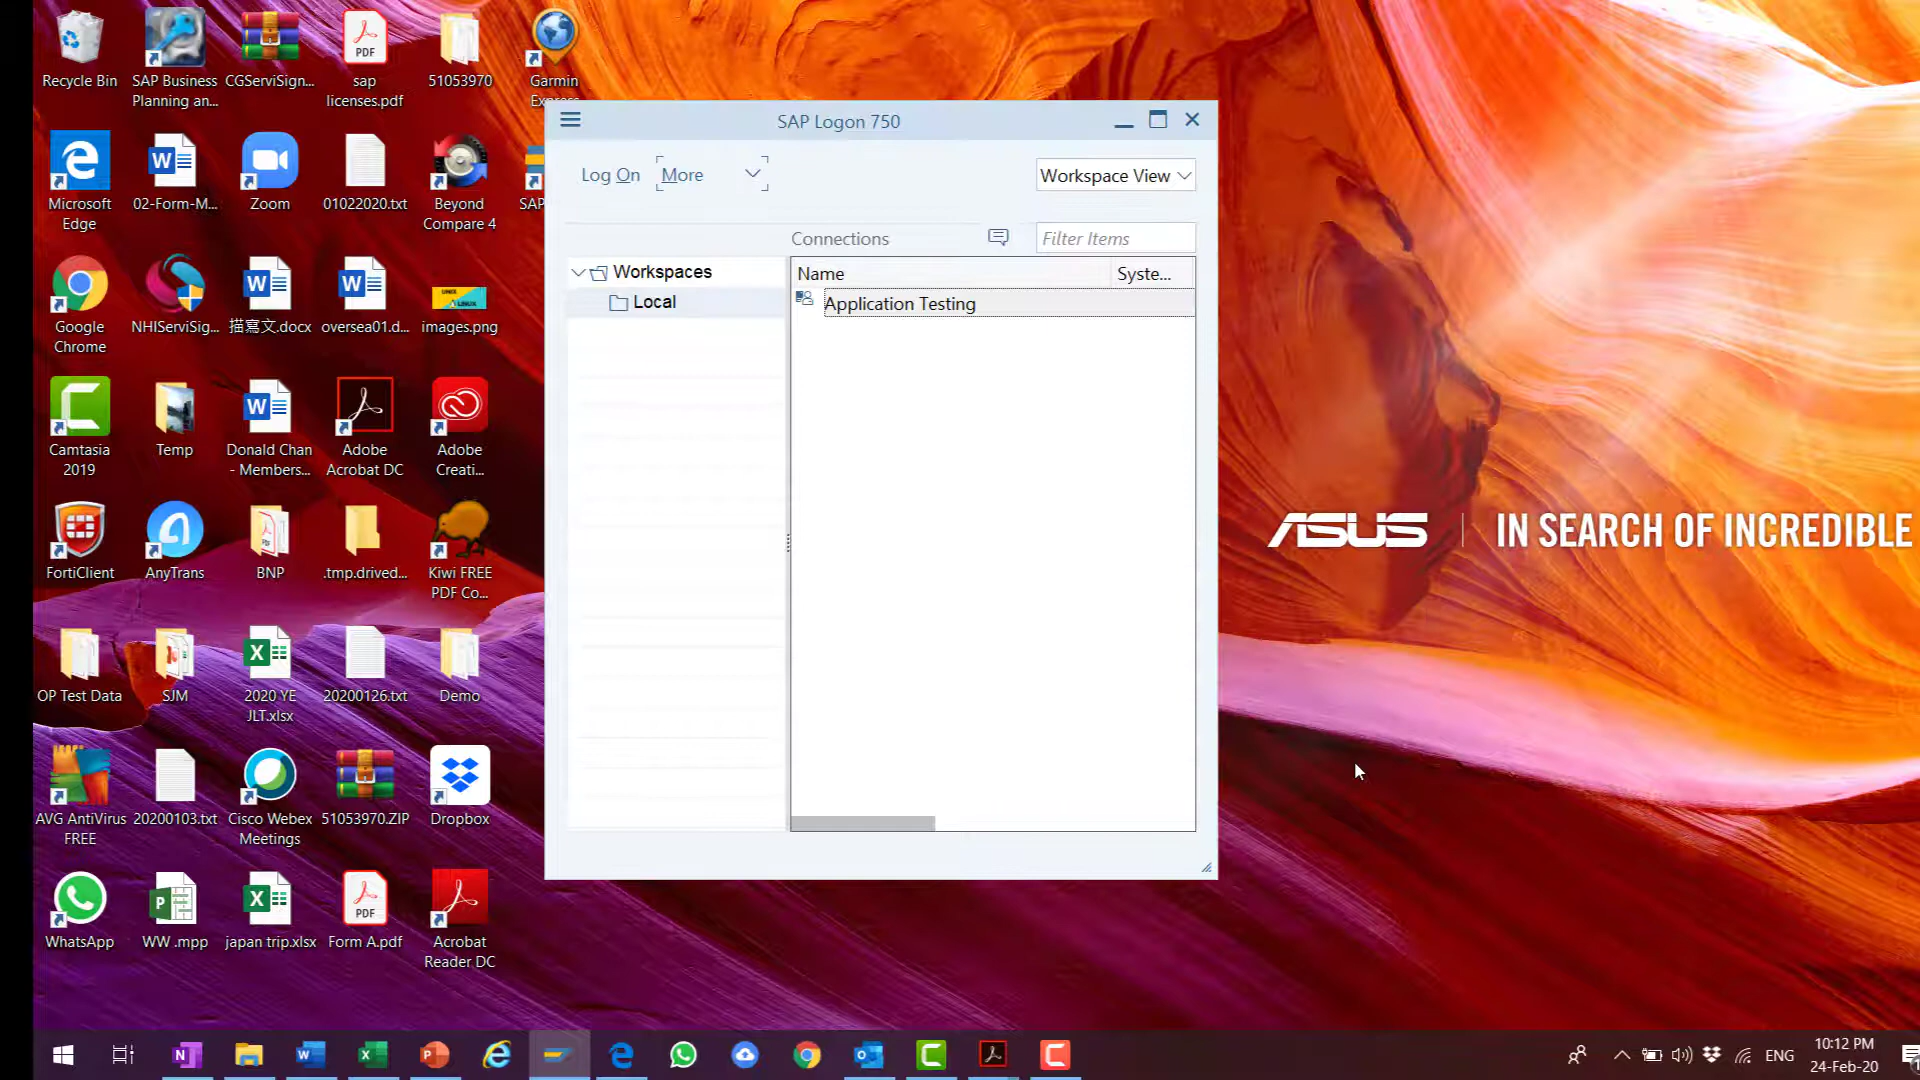 Recycle Bin
SAP Business
Planning an...
CGServiSign...
sap
licenses.pdf
51053970
Garmin
Microsoft
Edge
02-Form-M...
Zoom
01022020.txt
Beyond
Compare 4
SAP
Google
Chrome
NHIServiSig...
描寫文.docx
oversea01.d...
images.png
Camtasia
2019
Temp
Donald Chan
- Members...
Adobe
Acrobat DC
Adobe
Creati...
FortiClient
AnyTrans
BNP
.tmp.drived...
Kiwi FREE
PDF Co...
OP Test Data
SJM
2020 YE
JLT.xlsx
20200126.txt
Demo
AVG AntiVirus
FREE
20200103.txt
Cisco Webex
Meetings
51053970.ZIP
Dropbox
WhatsApp
WW .mpp
japan trip.xlsx
Form A.pdf
Acrobat
Reader DC
SAP Logon 750
Log On
More
Workspace View
Connections
Filter Items
Workspaces
Local
Name
Syste...
Application Testing
ASUS
IN SEARCH OF INCREDIBLE
ENG
10:12 PM
24-Feb-20